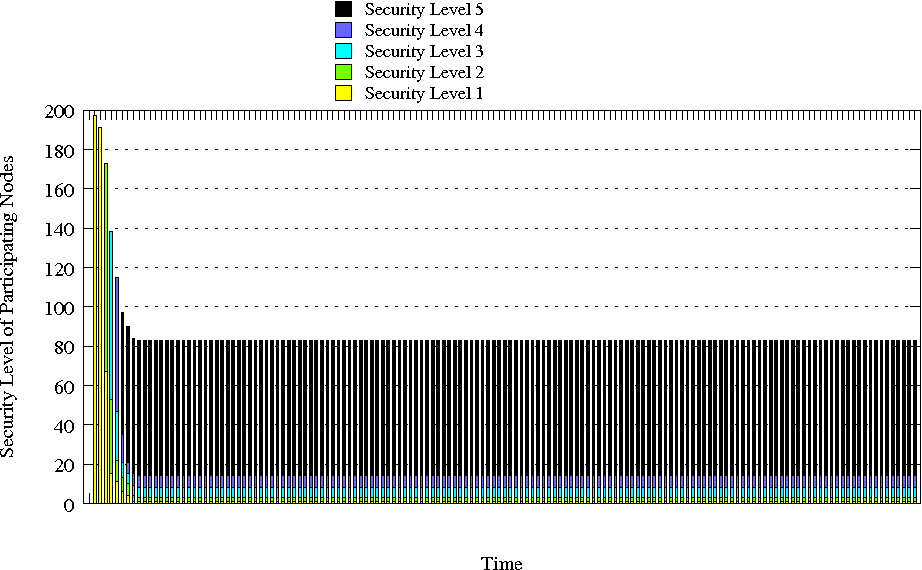 Security Level 5
Security Level 4
Security Level 3
Security Level 2
Security Level 1
200
180
160
140
120
100
80
60
40
20
0
Security Level of Participating Nodes
Time